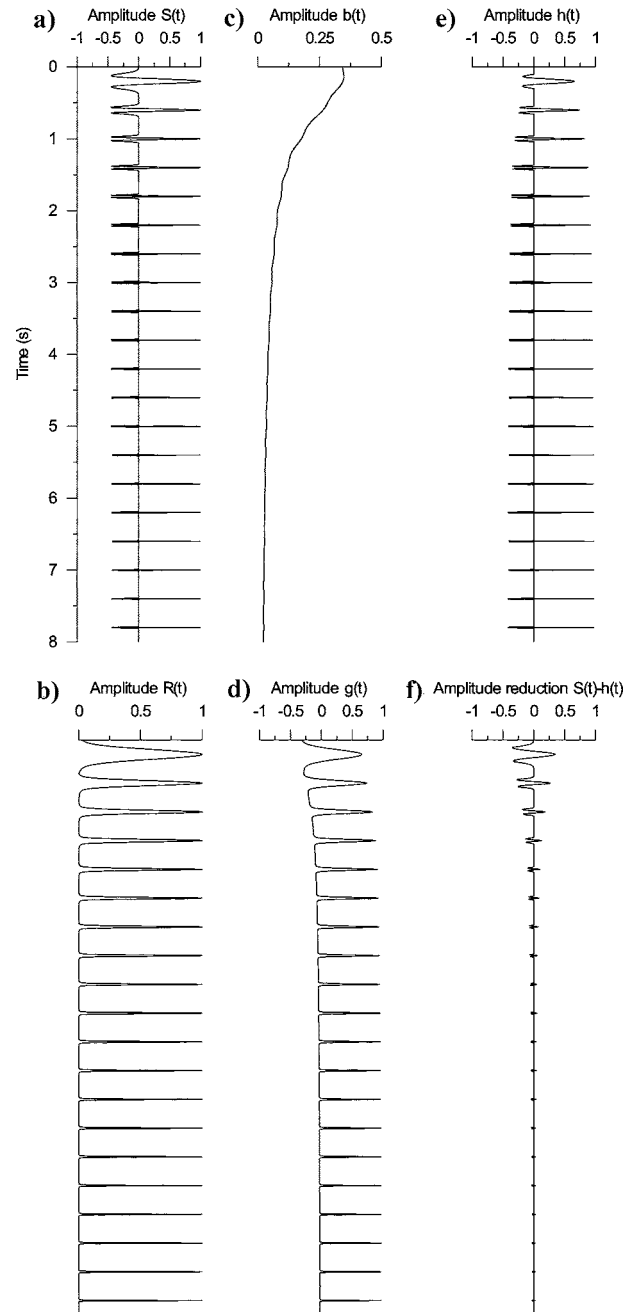 a) Amplitude S(t)
-1 -0.5 0 0.5 1
c) Amplitude b(t)
0 0.25 0.5
e) Amplitude h(t)
-1 -0.5 0 0.5 1
Time (s)
0
1
2
3
4
5
6
7
8
b) Amplitude R(t)
0 0.5 1
d) Amplitude g(t)
-1 -0.5 0 0.5 1
f) Amplitude reduction S(t)-h(t)
-1 -0.5 0 0.5 1